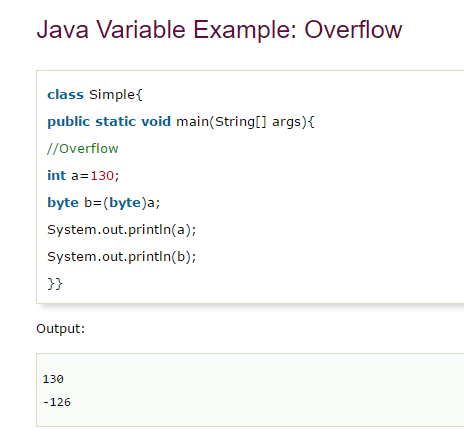 Java Variable Example: Overflow
class Simple{
public static void main(String[] args){
//Overflow
int a=130;
byte b=(byte)a;
System.out.println(a);
System.out.println(b);
}}
Output:
130
-126